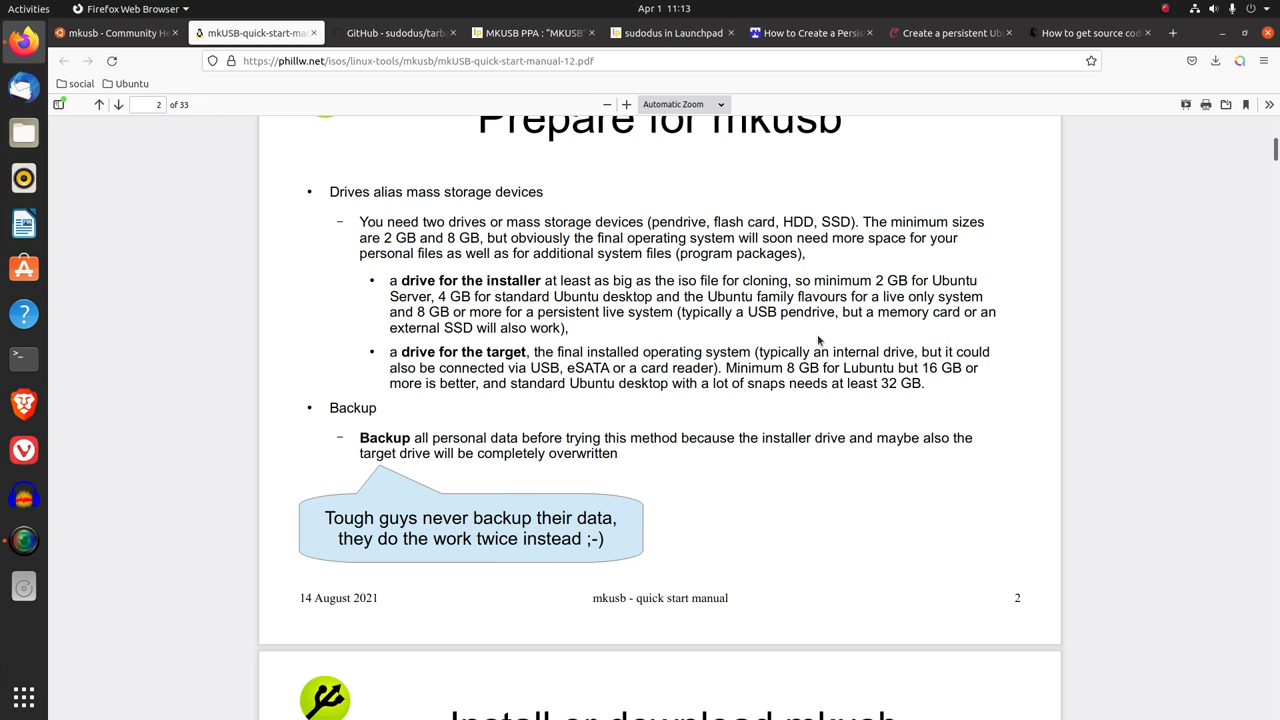 Activities
Firefox Web Browser
Apr 1 11:13
mkusb - Community He
mkUSB-quick-start-ma
GitHub - sudodus/tarba
MKUSB PPA : "MKUSB"
sudodus in Launchpad
How to Create a Persis
Create a persistent Ub
How to get source cod
https://phillw.net/isos/linux-tools/mkusb/mkUSB-quick-start-manual-12.pdf
social
Ubuntu
2
of 33
Automatic Zoom
Prepare for mkusb
• Drives alias mass storage devices
– You need two drives or mass storage devices (pendrive, flash card, HDD, SSD). The minimum sizes
are 2 GB and 8 GB, but obviously the final operating system will soon need more space for your
personal files as well as for additional system files (program packages),
• a drive for the installer at least as big as the iso file for cloning, so minimum 2 GB for Ubuntu
Server, 4 GB for standard Ubuntu desktop and the Ubuntu family flavours for a live only system
and 8 GB or more for a persistent live system (typically a USB pendrive, but a memory card or an
external SSD will also work),
• a drive for the target, the final installed operating system (typically an internal drive, but it could
also be connected via USB, eSATA or a card reader). Minimum 8 GB for Lubuntu but 16 GB or
more is better, and standard Ubuntu desktop with a lot of snaps needs at least 32 GB.
• Backup
– Backup all personal data before trying this method because the installer drive and maybe also the
target drive will be completely overwritten
Tough guys never backup their data,
they do the work twice instead ;-)
14 August 2021
mkusb - quick start manual
2
Install or download mkusb